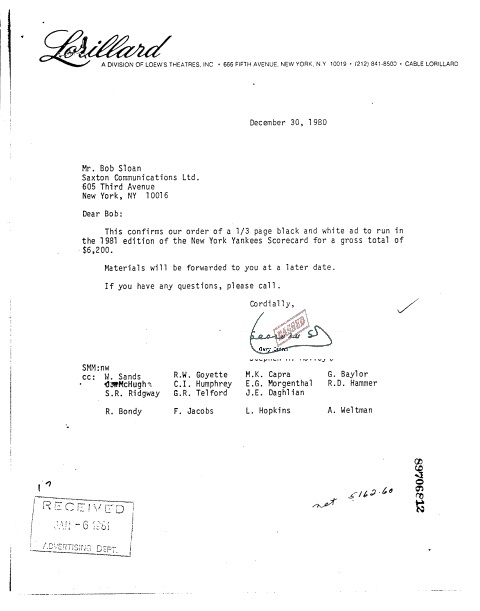 Lorillard
A DIVISION OF LOEW'S THEATRES, INC • 666 FIFTH AVENUE, NEW YORK, N.Y 10019 • (212) 841-8500 • CABLE LORILLARD
December 30, 1980
Mr. Bob Sloan
Saxton Communications Ltd.
605 Third Avenue
New York, NY 10016
Dear Bob:
This confirms our order of a 1/3 page black and white ad to run in
the 1981 edition of the New York Yankees Scorecard for a gross total of
$6,200.
Materials will be forwarded to you at a later date.
If you have any questions, please call.
Cordially,
PASSED
SMM:nw
cc: W. Sands R.W. Goyette M.K. Capra G. Baylor
McHugh C.I. Humphrey E.G. Morgenthal R.D. Hammer
S.R. Ridgway G.R. Telford J.E. Daghlian
R. Bondy F. Jacobs L. Hopkins A. Weltman
net 5162.60
89706812
RECEIVED
JAN -6 1981
ADVERTISING DEPT.